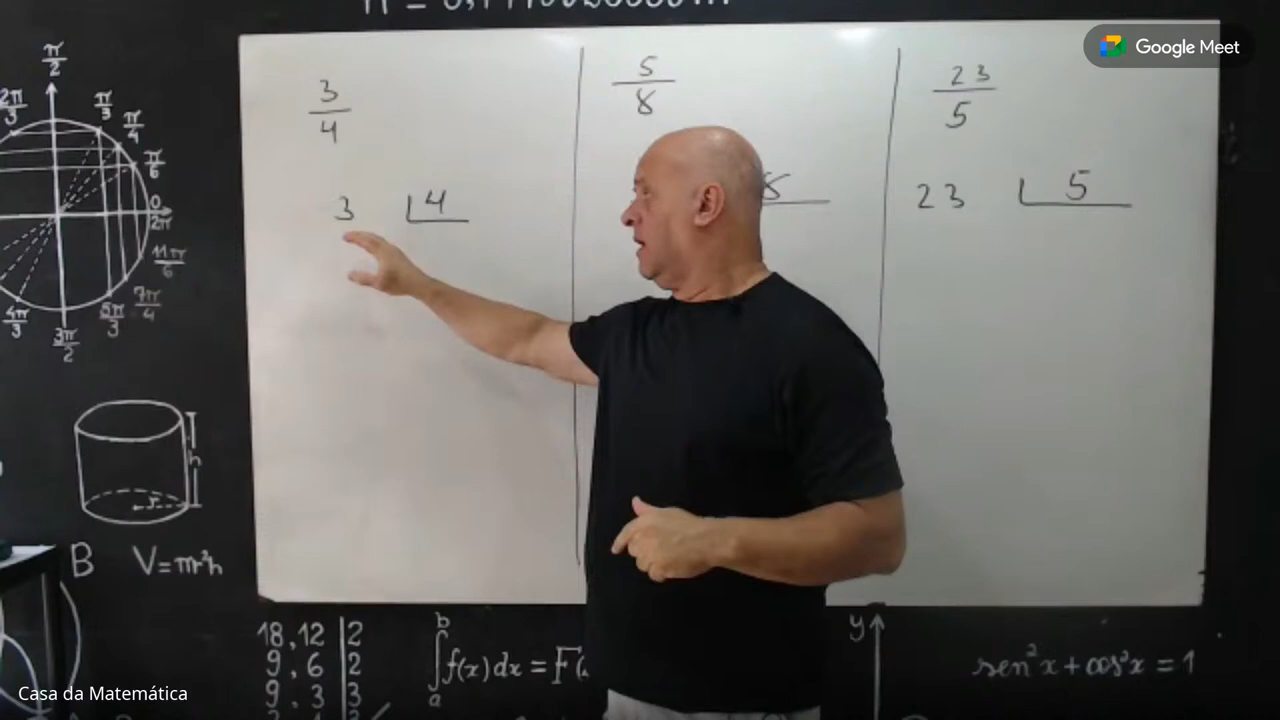 Google Meet
π/2
2π/3
π/3
π/4
π/6
0
2π
11π/6
7π/4
5π/3
3π/2
4π/3
h
r
B V=πr²h
3/4
3 4
5/8
8
23/5
23 5
18,12 | 2
9, 6 | 2
9, 3 | 3
b
∫f(x)dx = F(
a
y
sen²x + cos²x = 1
Casa da Matemática